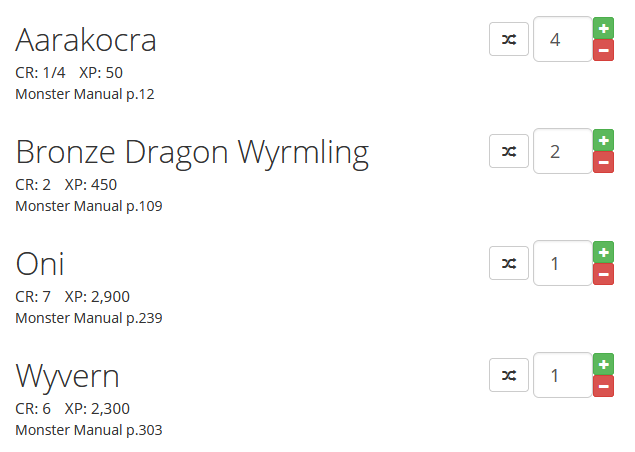 Aarakocra
4
CR: 1/4 XP: 50
Monster Manual p.12
Bronze Dragon Wyrmling
2
CR: 2 XP: 450
Monster Manual p.109
Oni
1
CR: 7 XP: 2,900
Monster Manual p.239
Wyvern
1
CR: 6 XP: 2,300
Monster Manual p.303